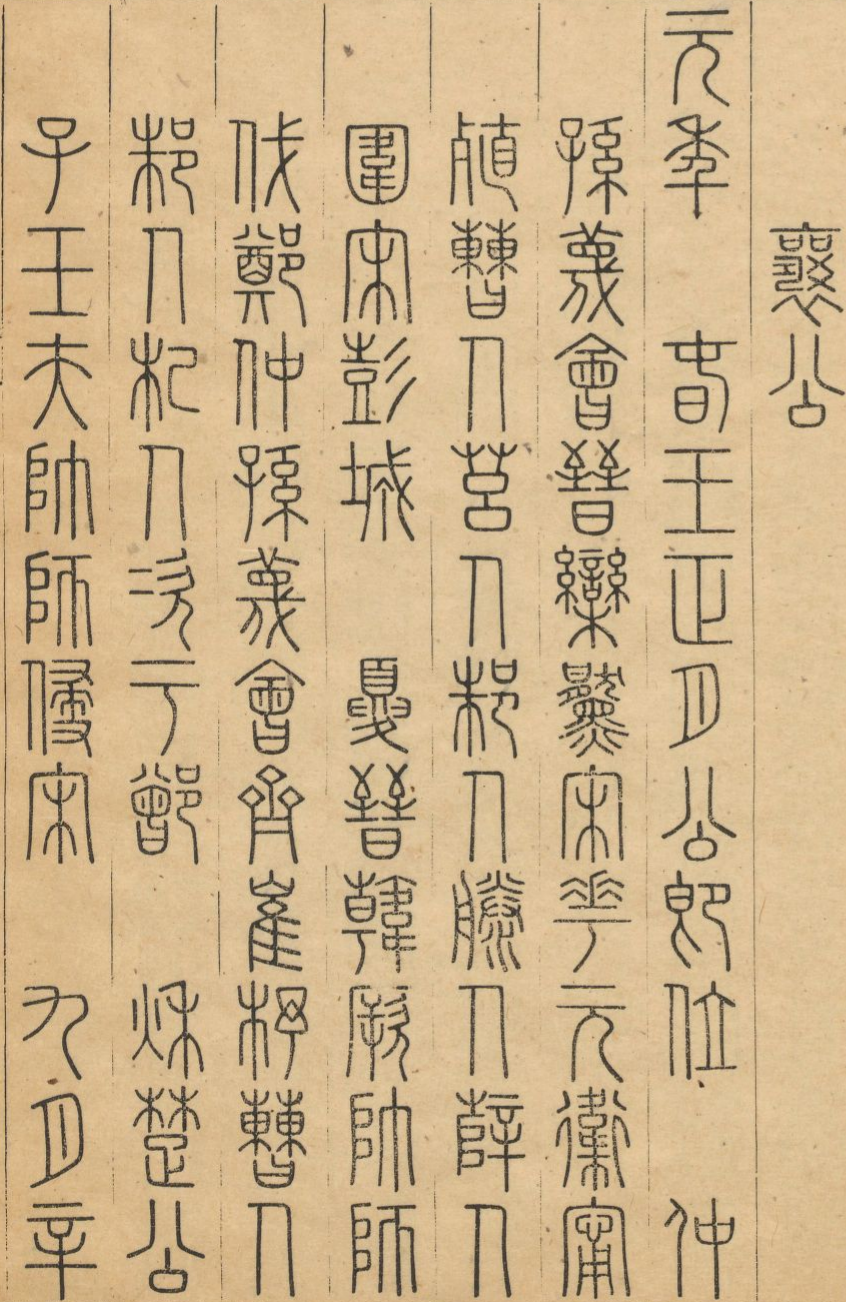 襄公
元年 春王正月公即位 仲
孫蔑會晉欒黶宋華元衛甯
殖曹人莒人邾人滕人薛人
圍宋彭城 夏晉韓厥帥師
伐鄭仲孫蔑會齊崔杼曹人
邾人杞人次于鄫 秋楚公
子壬夫帥師侵宋 九月辛